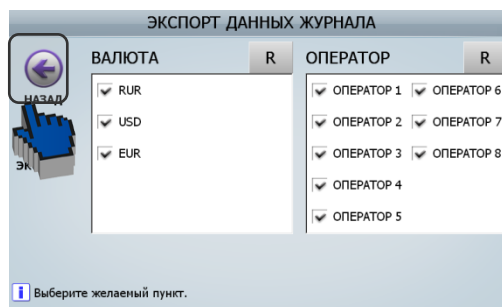 ЭКСПОРТ ДАННЫХ ЖУРНАЛА
НАЗАД
ВАЛЮТА R
RUR
USD
EUR
ОПЕРАТОР R
ОПЕРАТОР 1 ОПЕРАТОР 6
ОПЕРАТОР 2 ОПЕРАТОР 7
ОПЕРАТОР 3 ОПЕРАТОР 8
ОПЕРАТОР 4
ОПЕРАТОР 5
i Выберите желаемый пункт.